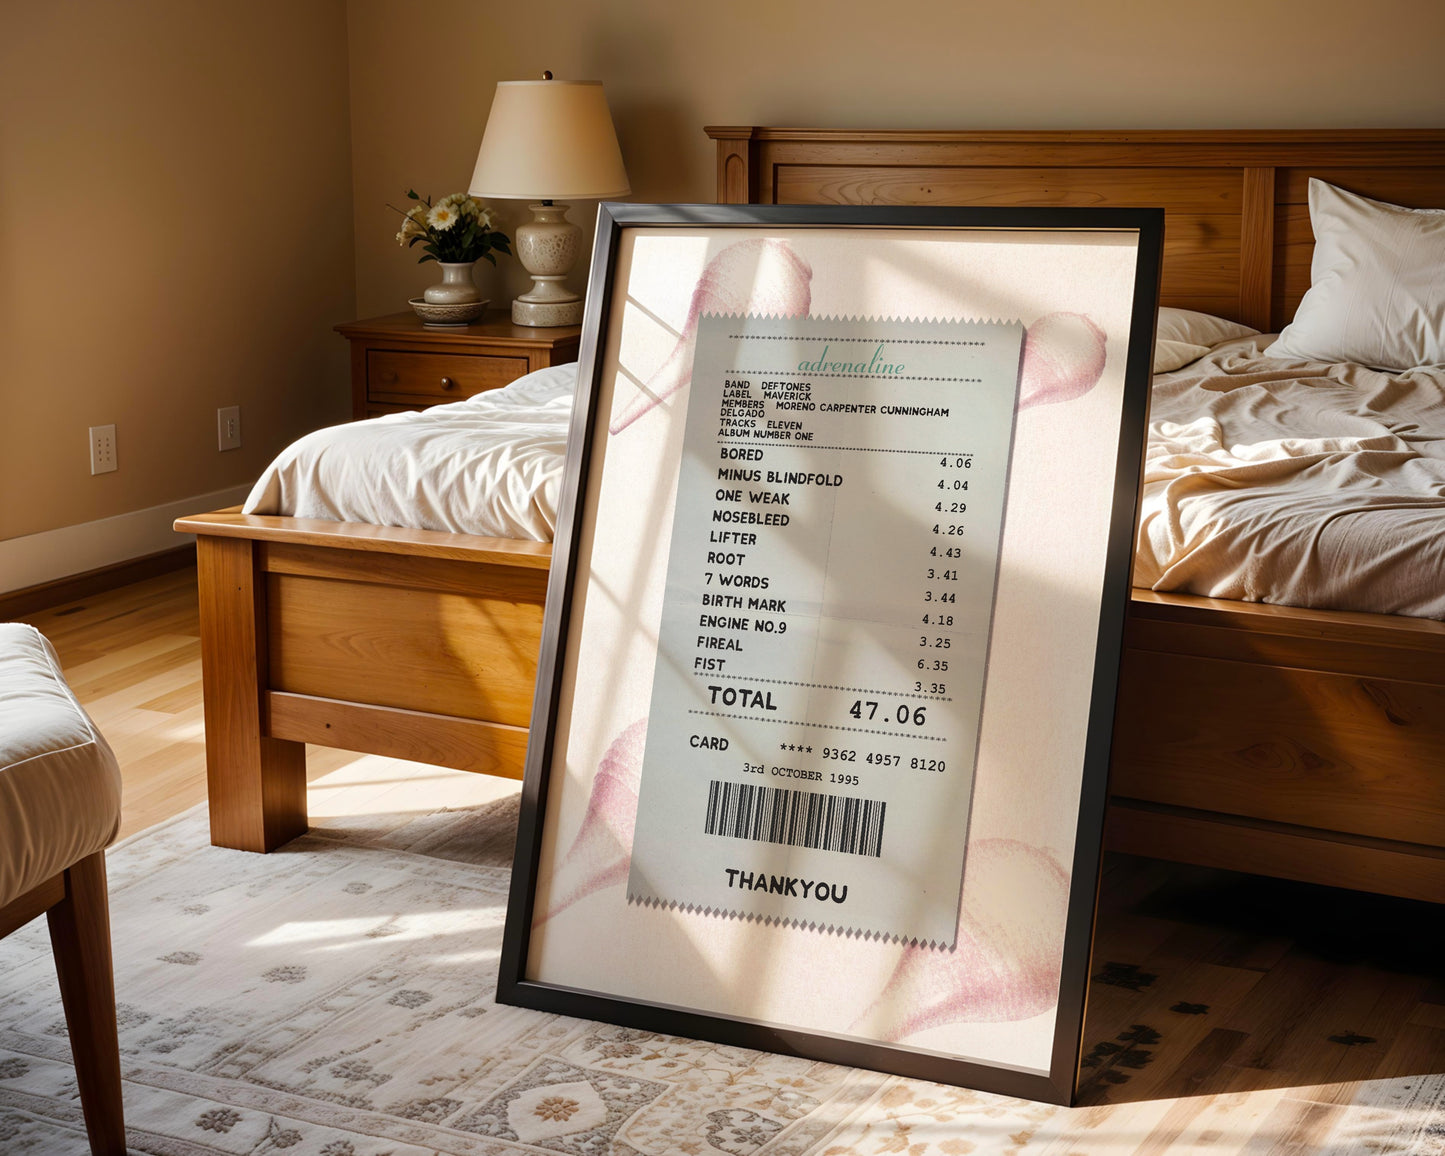 adrenaline
BAND DEFTONES
LABEL MAVERICK
MEMBERS MORENO CARPENTER CUNNINGHAM
DELGADO
TRACKS ELEVEN
ALBUM NUMBER ONE
BORED 4.06
MINUS BLINDFOLD 4.04
ONE WEAK 4.29
NOSEBLEED 4.26
LIFTER 4.43
ROOT 3.41
7 WORDS 3.44
BIRTH MARK 4.18
ENGINE NO.9 3.25
FIREAL 6.35
FIST 3.35
TOTAL 47.06
CARD **** 9362 4957 8120
3rd OCTOBER 1995
THANKYOU